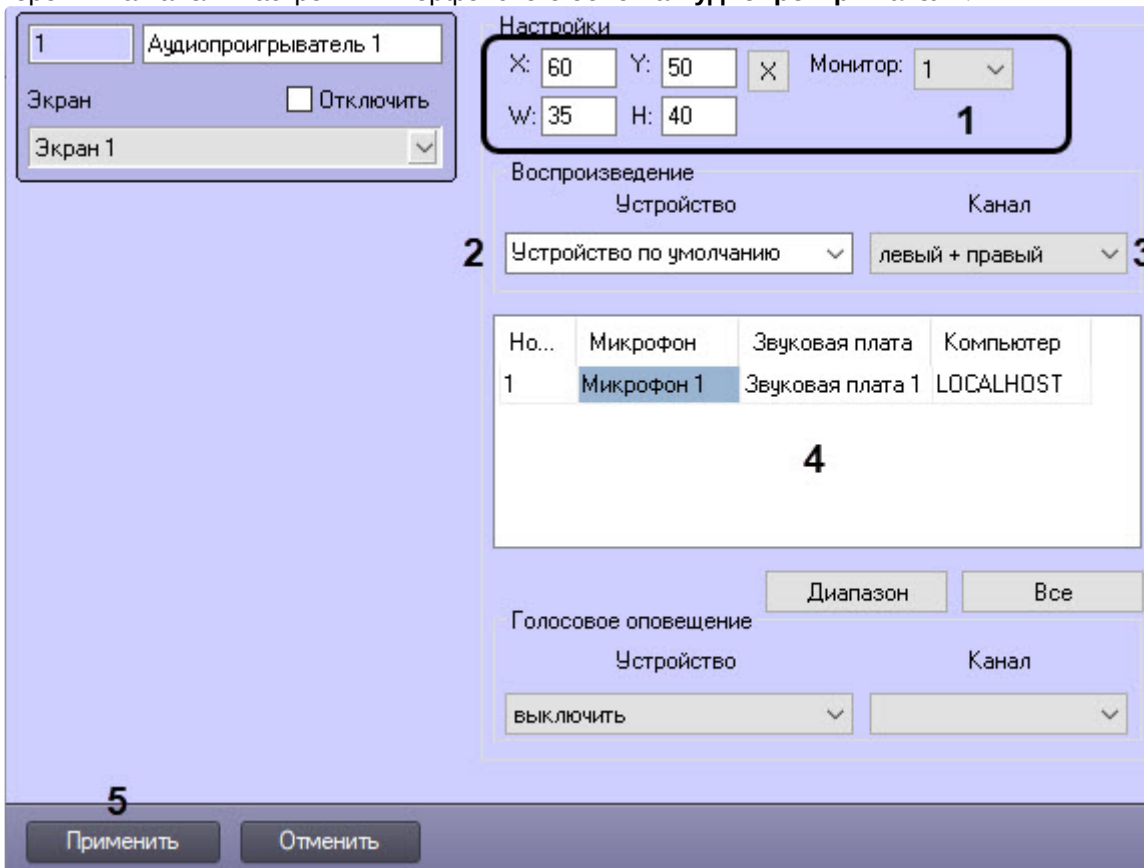 1 Аудиопроигрыватель 1
Экран Отключить
Экран 1
Настройки
X: 60 Y: 50 X Монитор: 1
W: 35 H: 40 1
Воспроизведение
Устройство Канал
2 Устройство по умолчанию левый + правый 3
Но... Микрофон Звуковая плата Компьютер
1 Микрофон 1 Звуковая плата 1 LOCALHOST
4
Диапазон Все
Голосовое оповещение
Устройство Канал
выключить
5
Применить Отменить